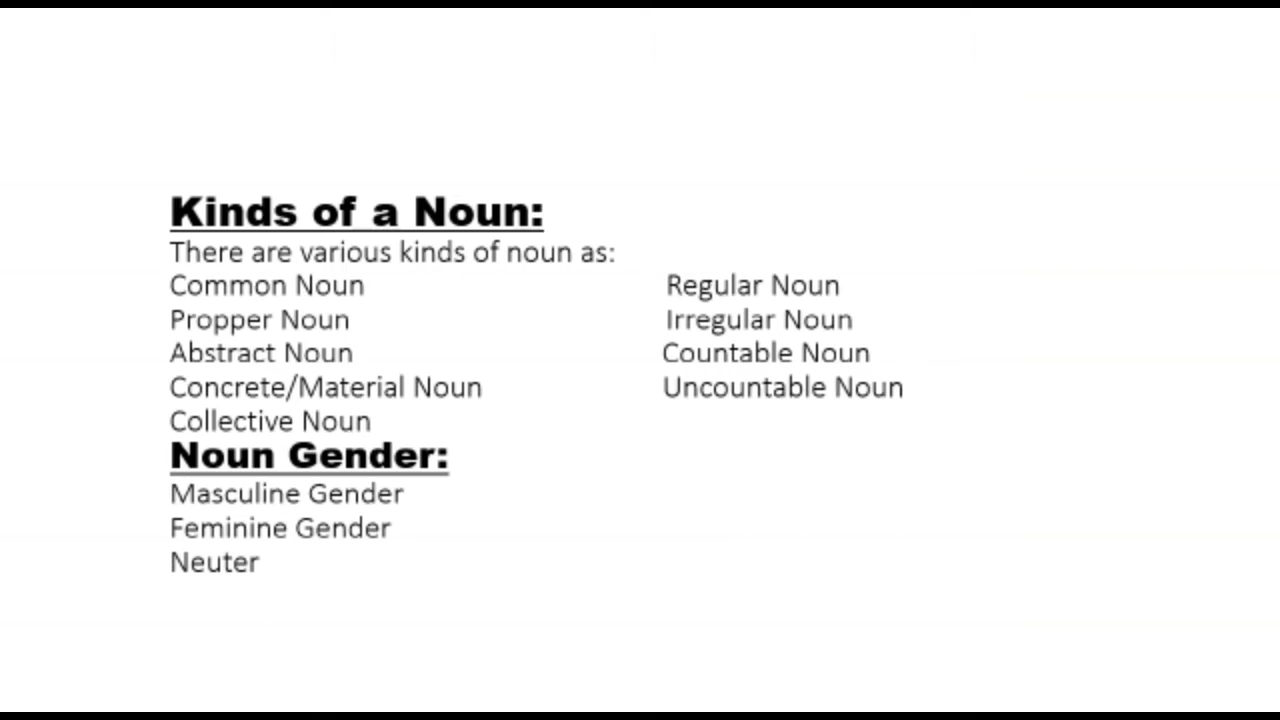 Kinds of a Noun:
There are various kinds of noun as:
Common Noun Regular Noun
Propper Noun Irregular Noun
Abstract Noun Countable Noun
Concrete/Material Noun Uncountable Noun
Collective Noun
Noun Gender:
Masculine Gender
Feminine Gender
Neuter